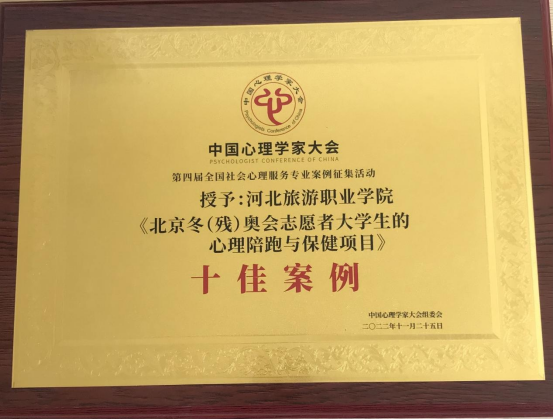 中国心理学家大会
Psychologists Conference of China
中国心理学家大会
PSYCHOLOGIST CONFERENCE OF CHINA
第四届全国社会心理服务专业案例征集活动
授予:河北旅游职业学院
《北京冬(残)奥会志愿者大学生的
心理陪跑与保健项目》
十佳案例
中国心理学家大会组委会
二〇二二年十一月二十五日